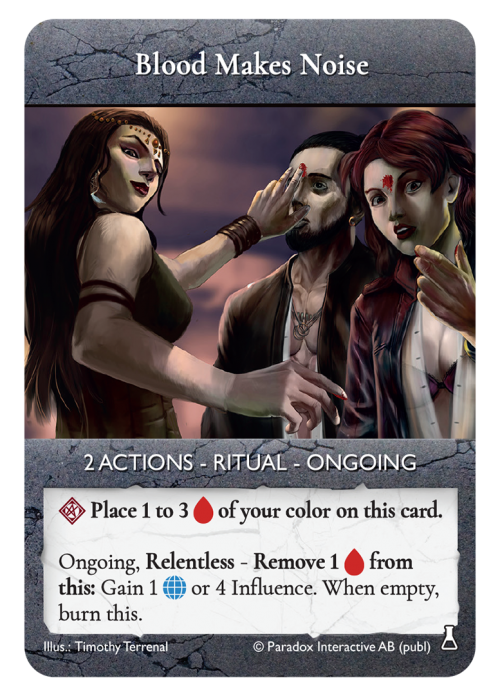 Blood Makes Noise
2 ACTIONS - RITUAL - ONGOING
Place 1 to 3 of your color on this card.
Ongoing, Relentless - Remove 1 from
this: Gain 1 or 4 Influence. When empty,
burn this.
Illus.: Timothy Terrenal © Paradox Interactive AB (publ)